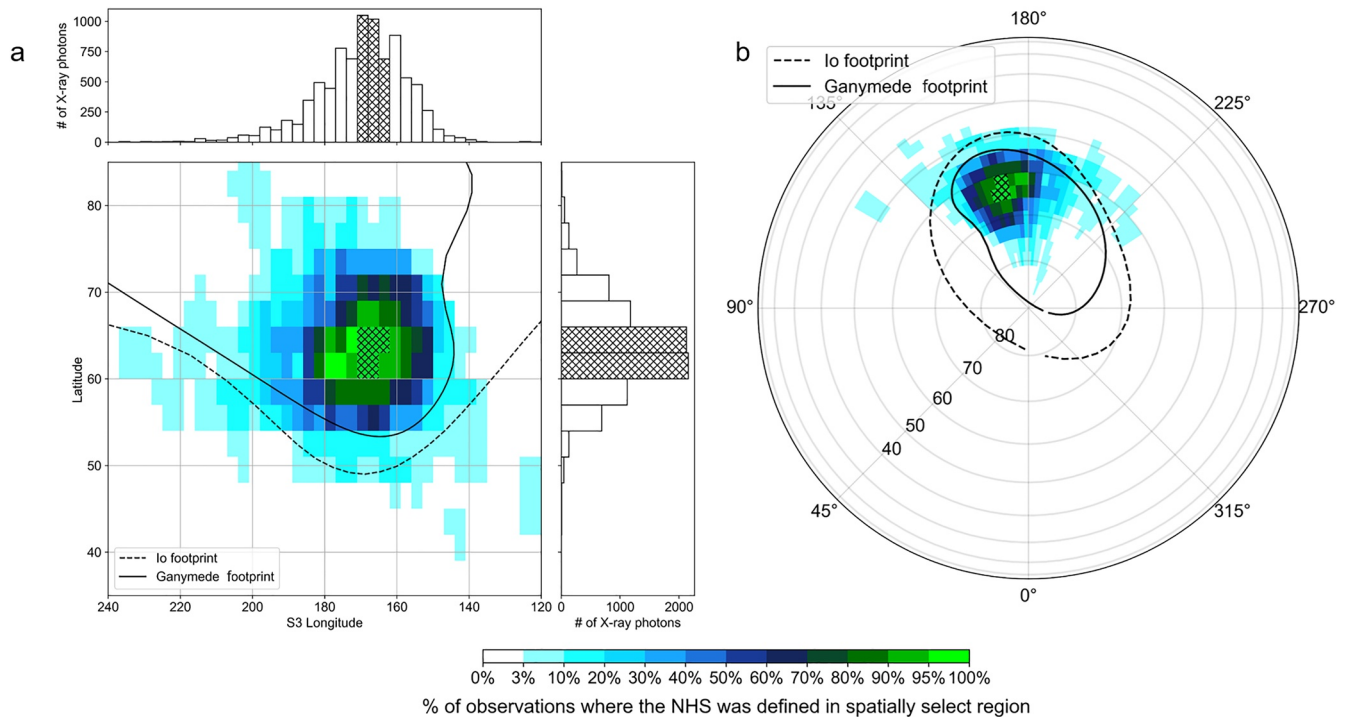 a
# of X-ray photons
1000
750
500
250
0
Latitude
80
70
60
50
40
Io footprint
Ganymede footprint
240 220 200 180 160 140 120
S3 Longitude
0 1000 2000
# of X-ray photons
b
Io footprint
Ganymede footprint
180°
135°
225°
90°
270°
80
70
60
50
40
45°
315°
0°
0% 3% 10% 20% 30% 40% 50% 60% 70% 80% 90% 95% 100%
% of observations where the NHS was defined in spatially select region